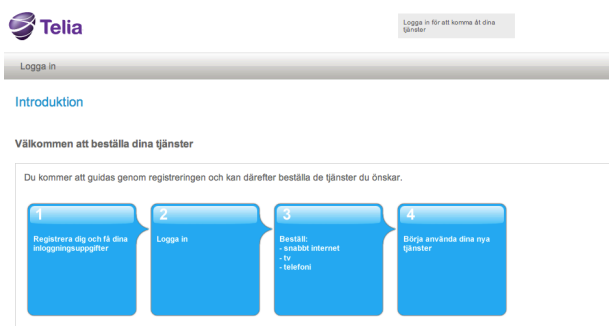 Telia
Logga in för att komma åt dina
tjänster
Logga in
Introduktion
Välkommen att beställa dina tjänster
Du kommer att guidas genom registreringen och kan därefter beställa de tjänster du önskar.
1
Registrera dig och få dina
inloggningsuppgifter
2
Logga in
3
Beställ:
- snabbt internet
- tv
- telefoni
4
Börja använda dina nya
tjänster